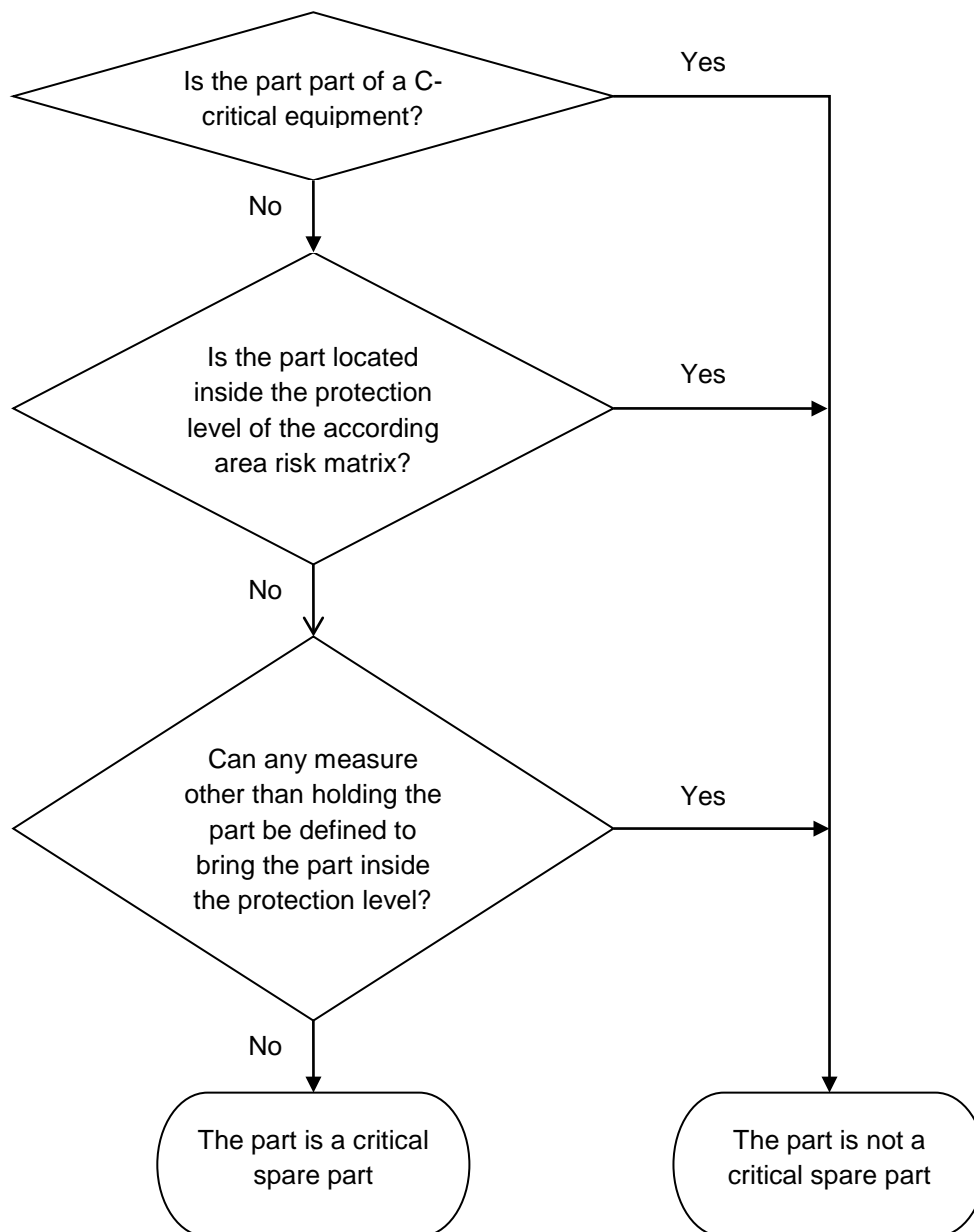 Is the part part of a C-
critical equipment?
Yes
No
Is the part located
inside the protection
level of the according
area risk matrix?
Yes
No
Can any measure
other than holding the
part be defined to
bring the part inside
the protection level?
Yes
No
The part is a critical
spare part
The part is not a
critical spare part